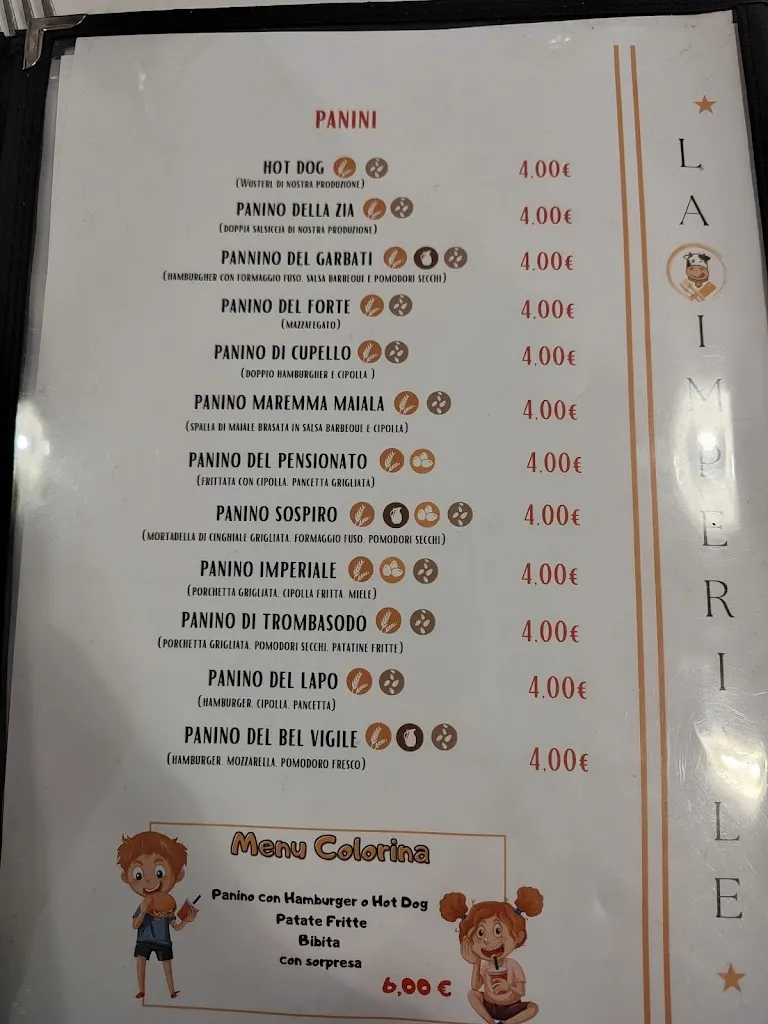 PANINI
HOT DOG 4.00€
(WUSTERL DI NOSTRA PRODUZIONE)
PANINO DELLA ZIA 4.00€
(DOPPIA SALSICCIA DI NOSTRA PRODUZIONE)
PANNINO DEL GARBATI 4.00€
(HAMBURGHER CON FORMAGGIO FUSO, SALSA BARBEQUE E POMODORI SECCHI)
PANINO DEL FORTE 4.00€
(MAZZAFEGATO)
PANINO DI CUPELLO 4.00€
(DOPPIO HAMBURGHER E CIPOLLA )
PANINO MAREMMA MAIALA 4.00€
(SPALLA DI MAIALE BRASATA IN SALSA BARBEQUE E CIPOLLA)
PANINO DEL PENSIONATO 4.00€
(FRITTATA CON CIPOLLA, PANCETTA GRIGLIATA)
PANINO SOSPIRO 4.00€
(MORTADELLA DI CINGHIALE GRIGLIATA, FORMAGGIO FUSO, POMODORI SECCHI)
PANINO IMPERIALE 4.00€
(PORCHETTA GRIGLIATA, CIPOLLA FRITTA, MIELE)
PANINO DI TROMBASODO 4.00€
(PORCHETTA GRIGLIATA, POMODORI SECCHI, PATATINE FRITTE)
PANINO DEL LAPO 4.00€
(HAMBURGER, CIPOLLA, PANCETTA)
PANINO DEL BEL VIGILE 4.00€
(HAMBURGER, MOZZARELLA, POMODORO FRESCO)
Menu Colorina
Panino con Hamburger o Hot Dog
Patate Fritte
Bibita
con sorpresa
6,00 €
LA IMPERIALE